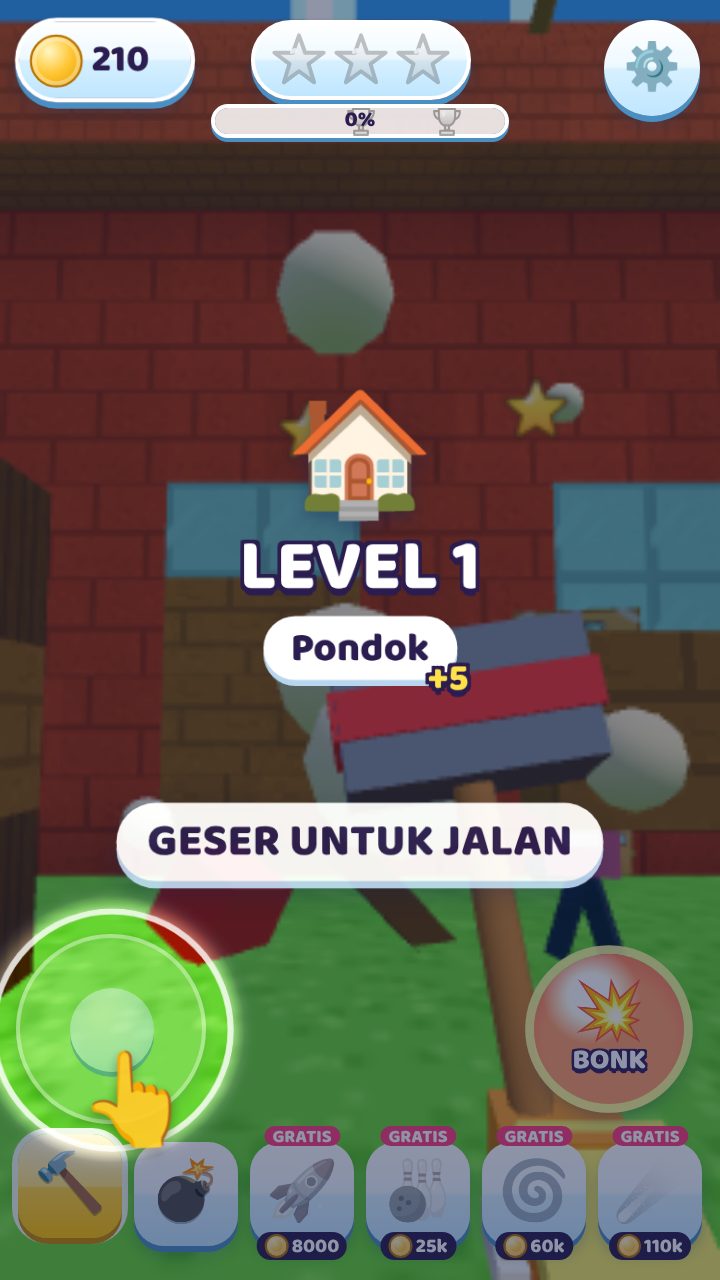 210
0%
LEVEL 1
Pondok
+5
GESER UNTUK JALAN
BONK
GRATIS GRATIS GRATIS GRATIS
8000 25k 60k 110k